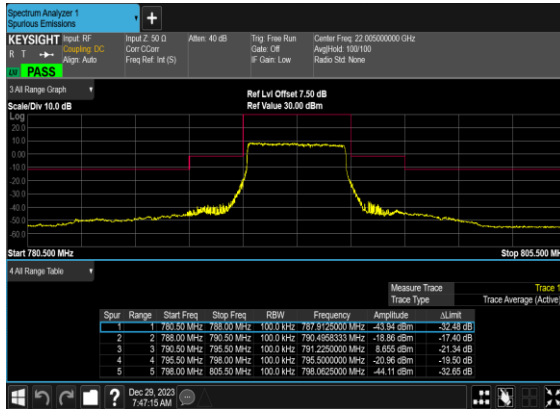 Spectrum Analyzer 1
Spurious Emissions
KEYSIGHT
R T
LV PASS
Input: RF
Coupling: DC
Align: Auto
Input Z: 50 Ω
Corr CCorr
Freq Ref: Int (S)
Atten: 40 dB
Trig: Free Run
Gate: Off
IF Gain: Low
Center Freq: 22.005000000 GHz
Avg|Hold: 100/100
Radio Std: None
3 All Range Graph
Scale/Div 10.0 dB
Ref Lvl Offset 7.50 dB
Ref Value 30.00 dBm
Log
20.0
10.0
0.00
-10.0
-20.0
-30.0
-40.0
-50.0
-60.0
Start 780.500 MHz
Stop 805.500 MH
4 All Range Table
Measure Trace Trace 1
Trace Type Trace Average (Active)
Spur Range Start Freq Stop Freq RBW Frequency Amplitude ΔLimit
1 1 780.50 MHz 788.00 MHz 100.0 kHz 787.9125000 MHz -43.94 dBm -32.48 dB
2 2 788.00 MHz 790.50 MHz 100.0 kHz 790.4958333 MHz -18.86 dBm -17.40 dB
3 3 790.50 MHz 795.50 MHz 100.0 kHz 791.2250000 MHz 8.655 dBm -21.34 dB
4 4 795.50 MHz 798.00 MHz 100.0 kHz 795.5000000 MHz -20.96 dBm -19.50 dB
5 5 798.00 MHz 805.50 MHz 100.0 kHz 798.0625000 MHz -44.11 dBm -32.65 dB
?
Dec 29, 2023
7:47:15 AM